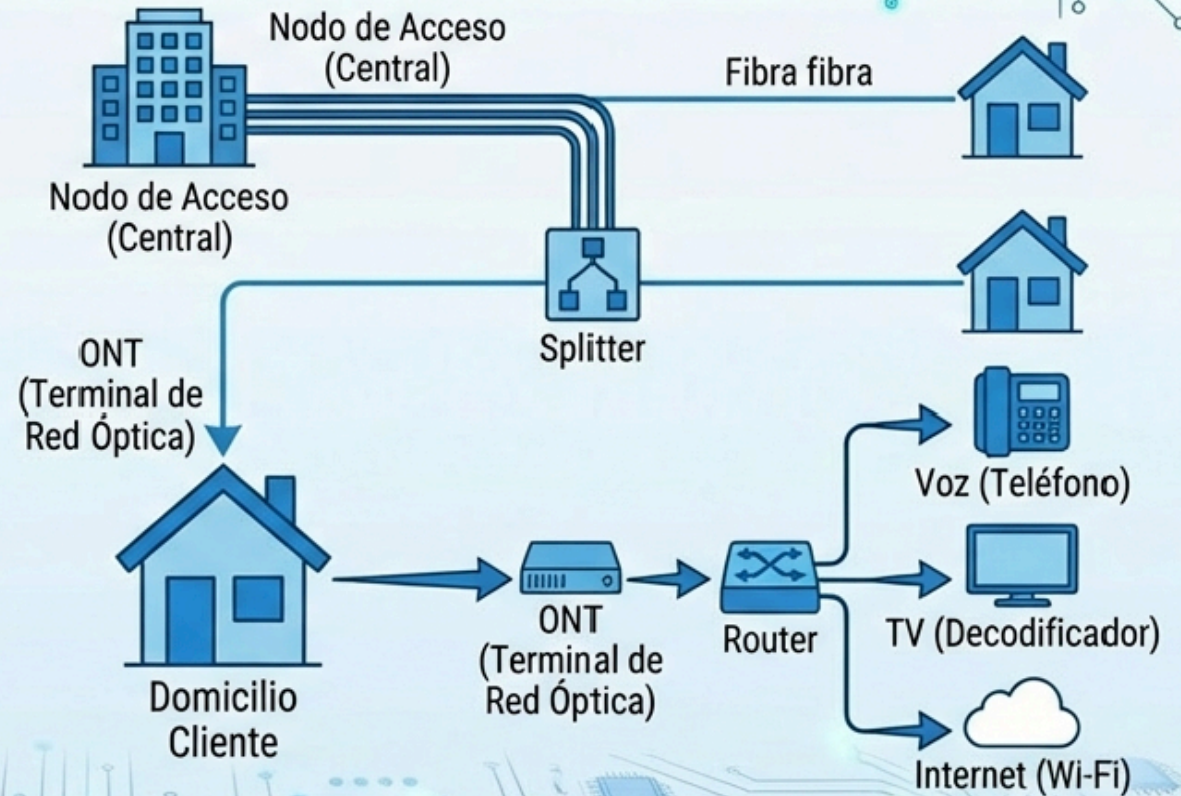 Nodo de Acceso
(Central)
Fibra fibra
Nodo de Acceso
(Central)
Splitter
ONT
(Terminal de
Red Óptica)
Voz (Teléfono)
TV (Decodificador)
Router
ONT
(Terminal de
Red Óptica)
Domicilio
Cliente
Internet (Wi-Fi)